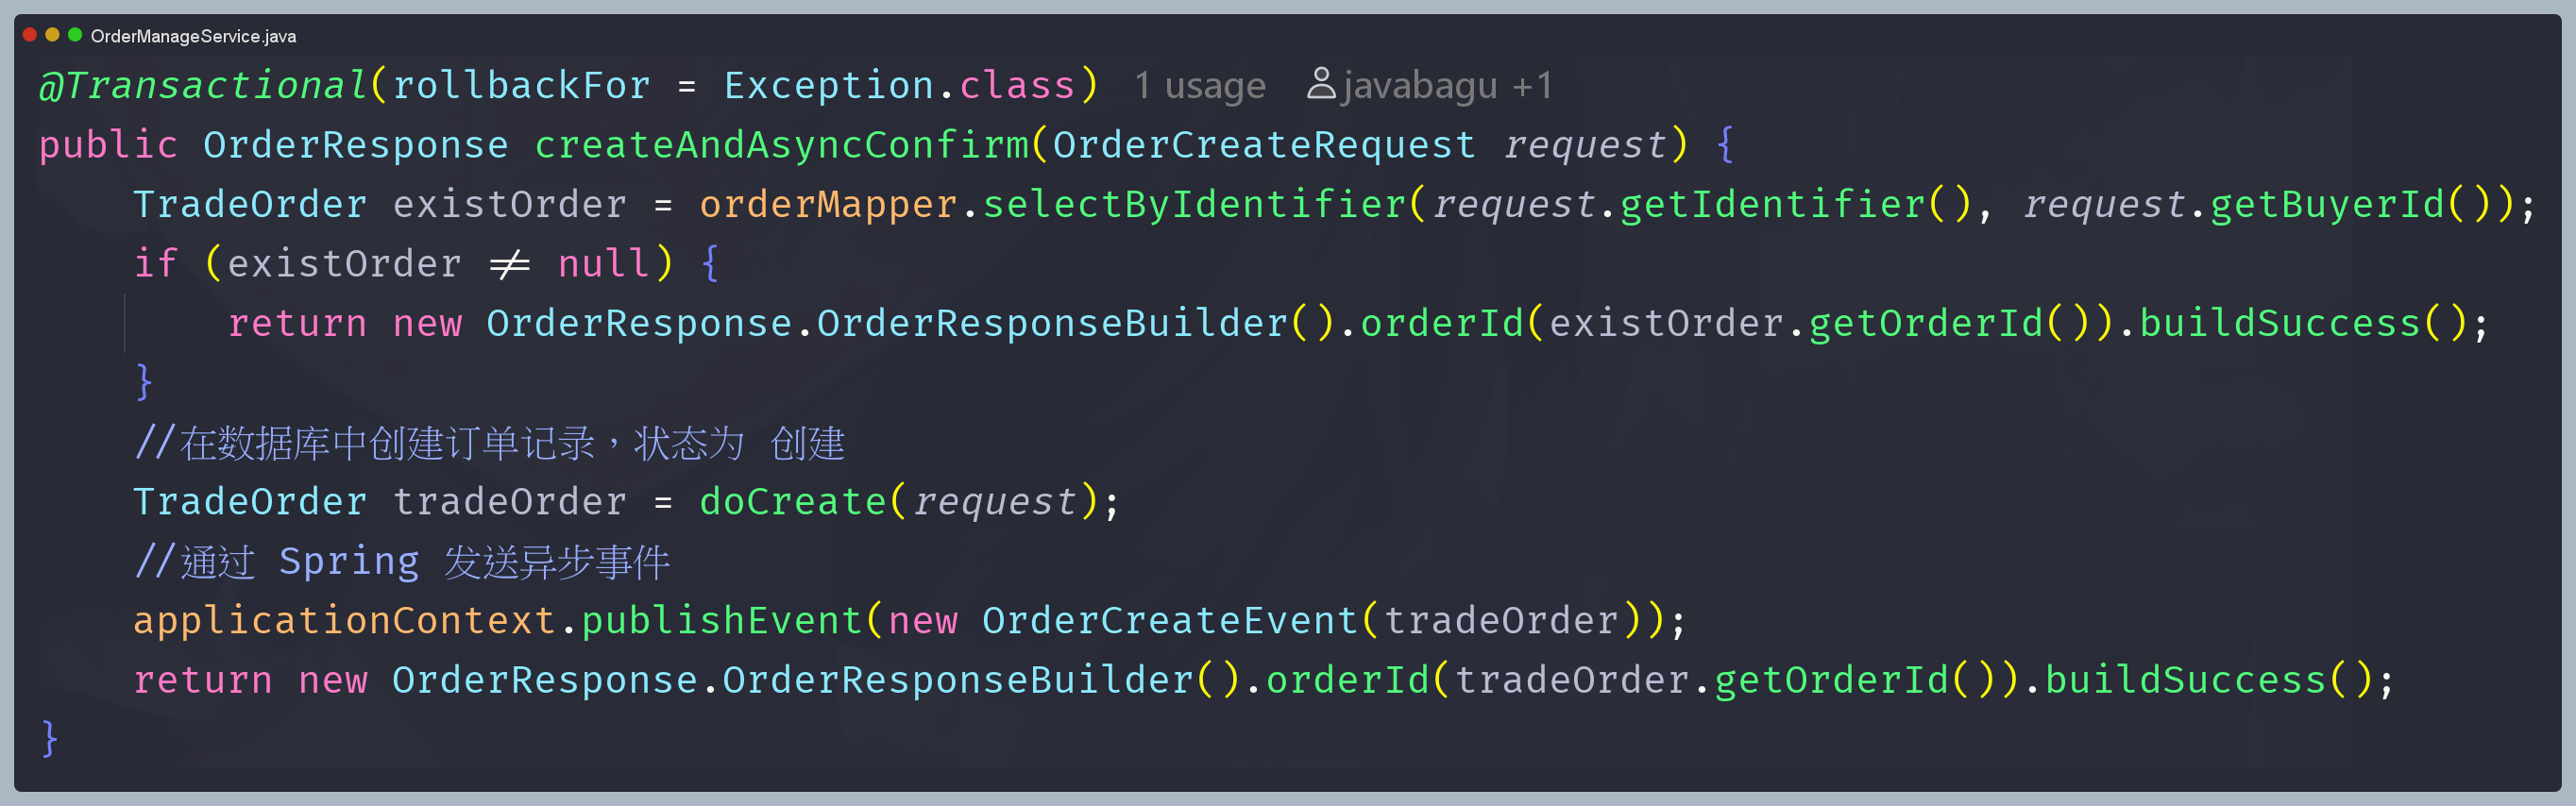 OrderManageService.java
@Transactional(rollbackFor = Exception.class) 1 usage javabagu +1
public OrderResponse createAndAsyncConfirm(OrderCreateRequest request) {
    TradeOrder existOrder = orderMapper.selectByIdentifier(request.getIdentifier(), request.getBuyerId());
    if (existOrder != null) {
        return new OrderResponse.OrderResponseBuilder().orderId(existOrder.getOrderId()).buildSuccess();
    }
    //在数据库中创建订单记录，状态为 创建
    TradeOrder tradeOrder = doCreate(request);
    //通过 Spring 发送异步事件
    applicationContext.publishEvent(new OrderCreateEvent(tradeOrder));
    return new OrderResponse.OrderResponseBuilder().orderId(tradeOrder.getOrderId()).buildSuccess();
}